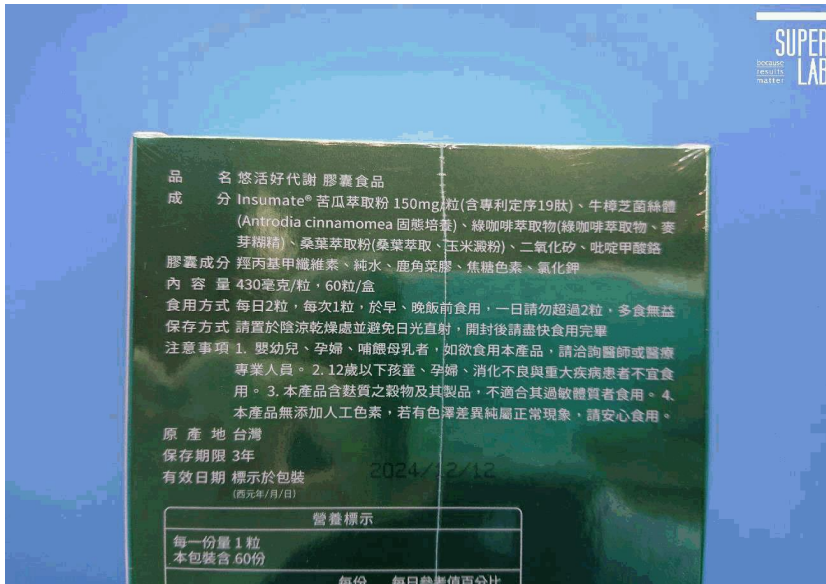 SUPER
LAB
because
results
matter
品名 悠活好代謝 膠囊食品
成分 Insumate® 苦瓜萃取粉 150mg/粒(含專利定序19肽)、牛樟芝菌絲體
(Antrodia cinnamomea 固態培養)、綠咖啡萃取物(綠咖啡萃取物、麥
芽糊精)、桑葉萃取粉(桑葉萃取、玉米澱粉)、二氧化矽、吡啶甲酸鉻
膠囊成分 羥丙基甲纖維素、純水、鹿角菜膠、焦糖色素、氯化鉀
內容量 430毫克/粒，60粒/盒
食用方式 每日2粒，每次1粒，於早、晚飯前食用，一日請勿超過2粒，多食無益
保存方式 請置於陰涼乾燥處並避免日光直射，開封後請盡快食用完畢
注意事項 1. 嬰幼兒、孕婦、哺餵母乳者，如欲食用本產品，請洽詢醫師或醫療
專業人員。 2. 12歲以下孩童、孕婦、消化不良與重大疾病患者不宜食
用。 3. 本產品含麩質之穀物及其製品，不適合其過敏體質者食用。 4.
本產品無添加人工色素，若有色澤差異純屬正常現象，請安心食用。
原產地 台灣
保存期限 3年
有效日期 標示於包裝
2024/12/12
(西元年/月/日)
營養標示
每一份量 1 粒
本包裝含 60份
每份 每日參考值百分比